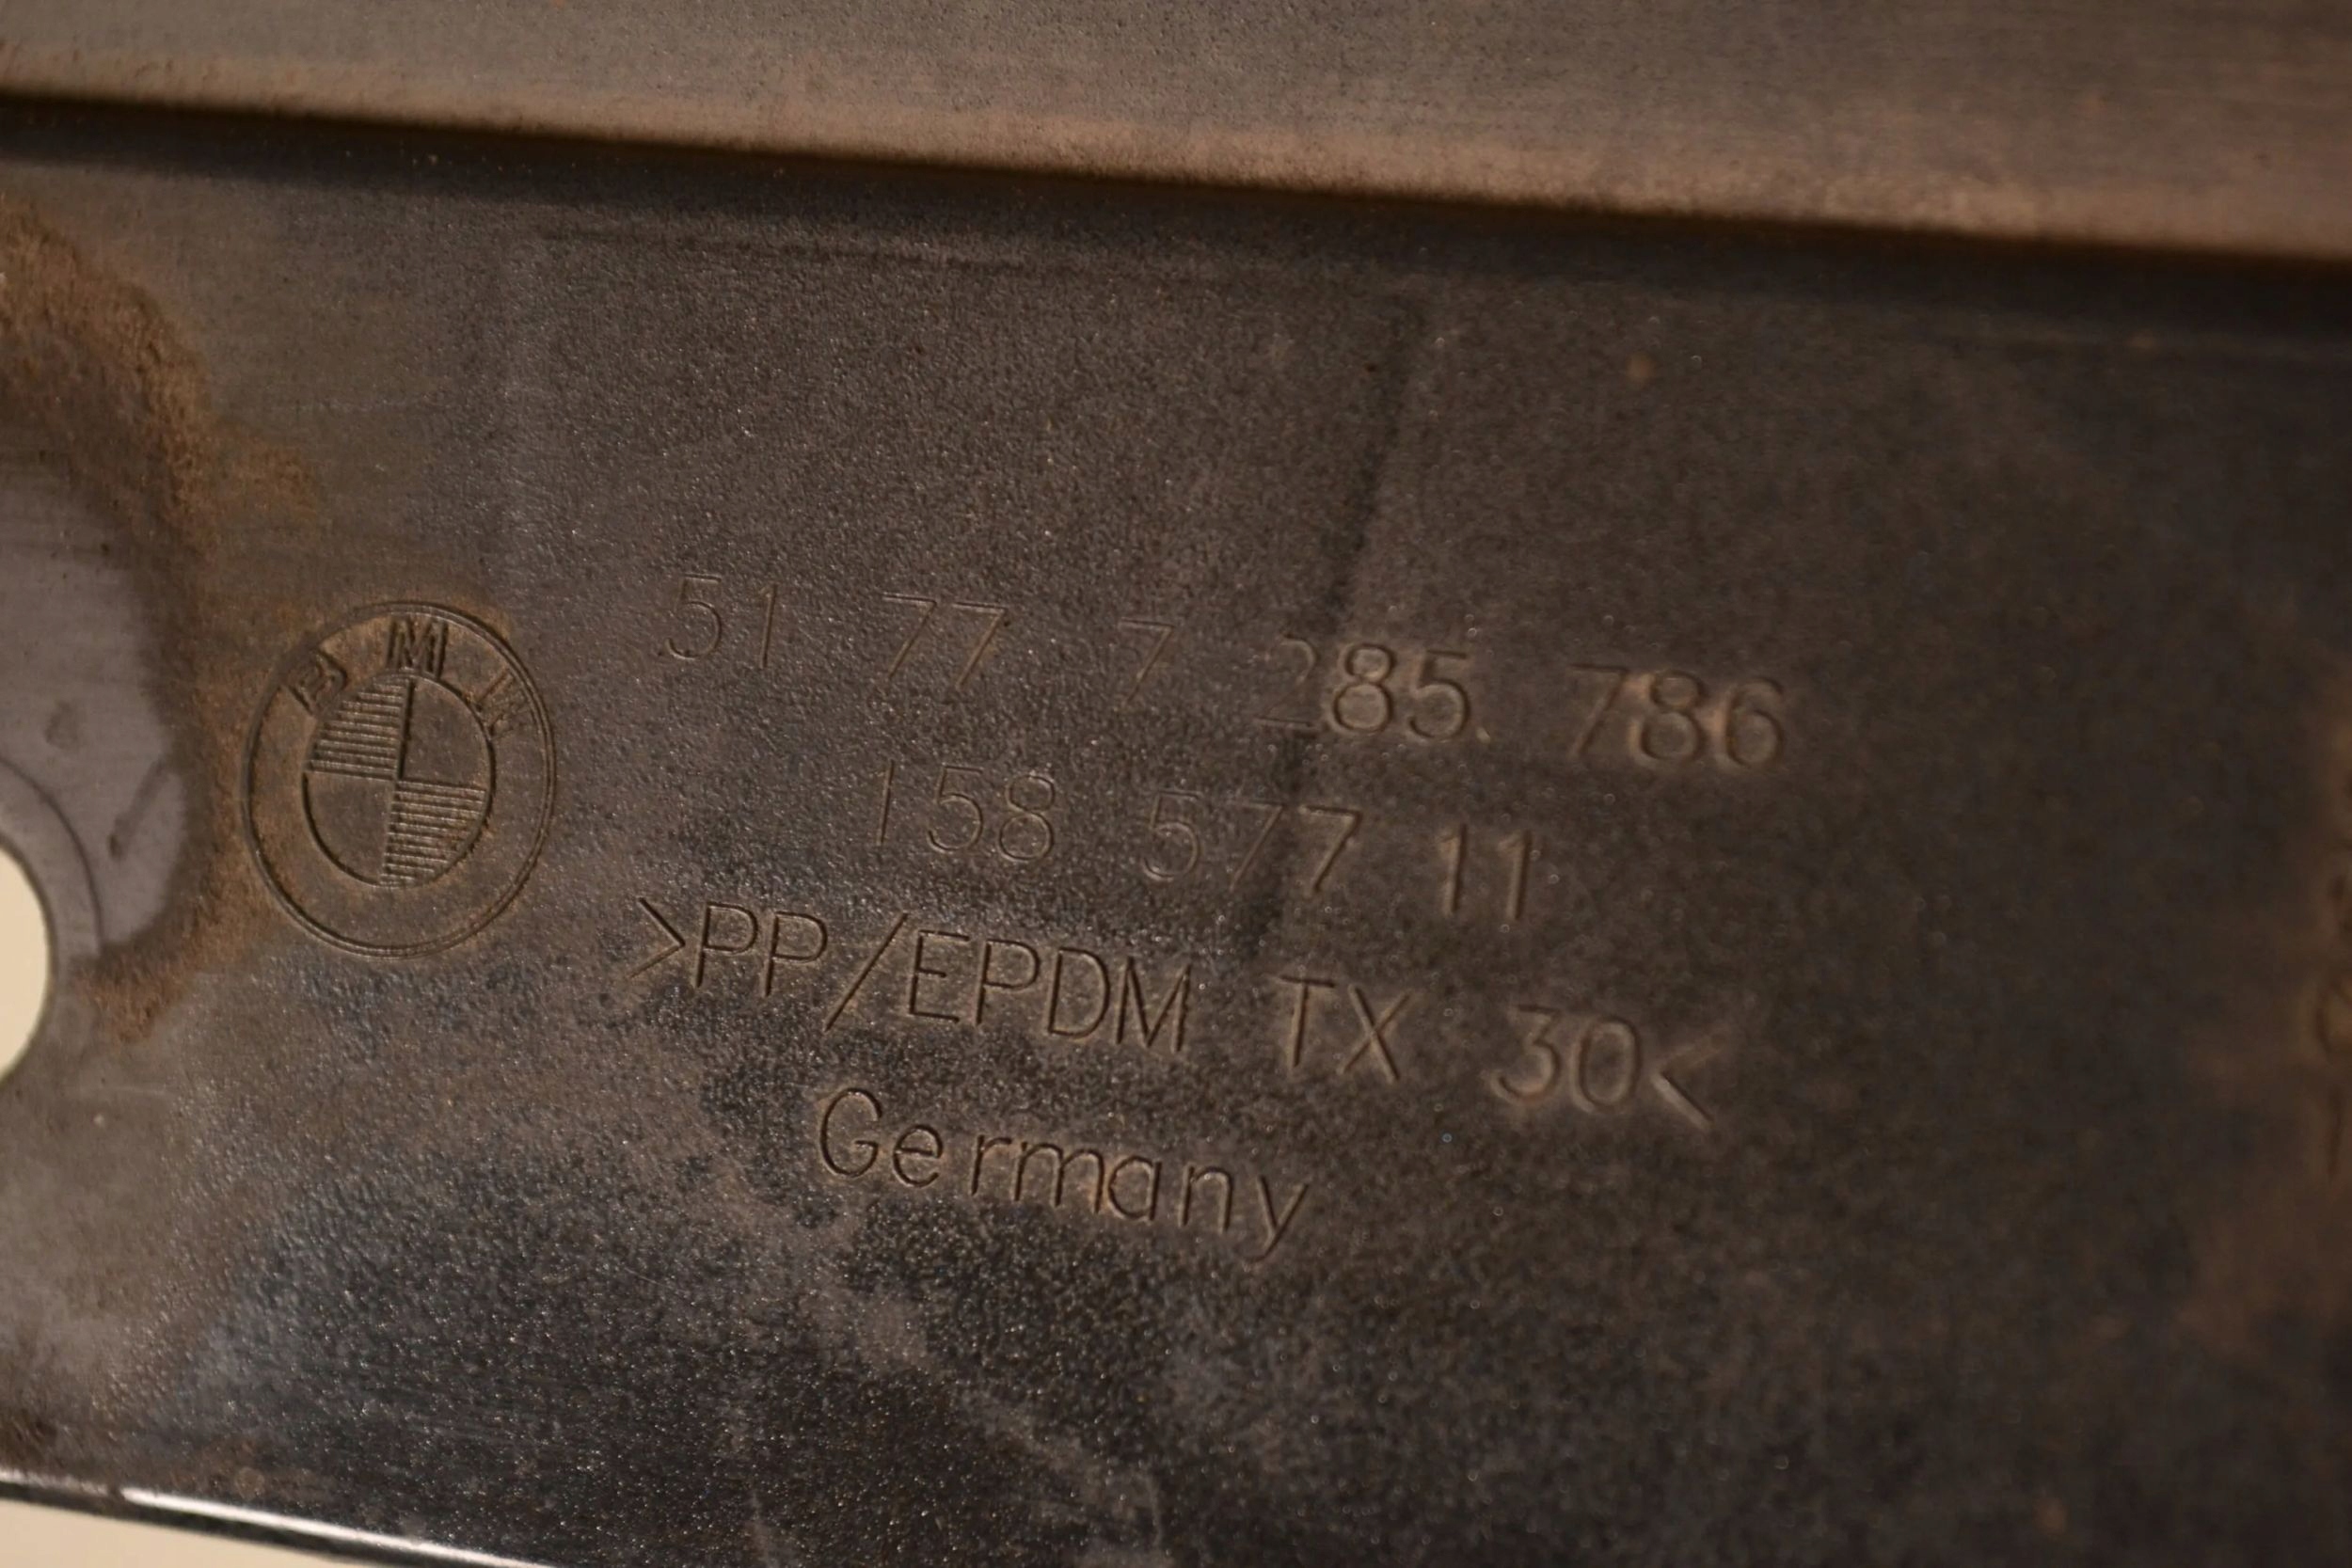 BMW
51 77 7 285. 786
158 577 11
>PP/EPDM TX 30<
Germany